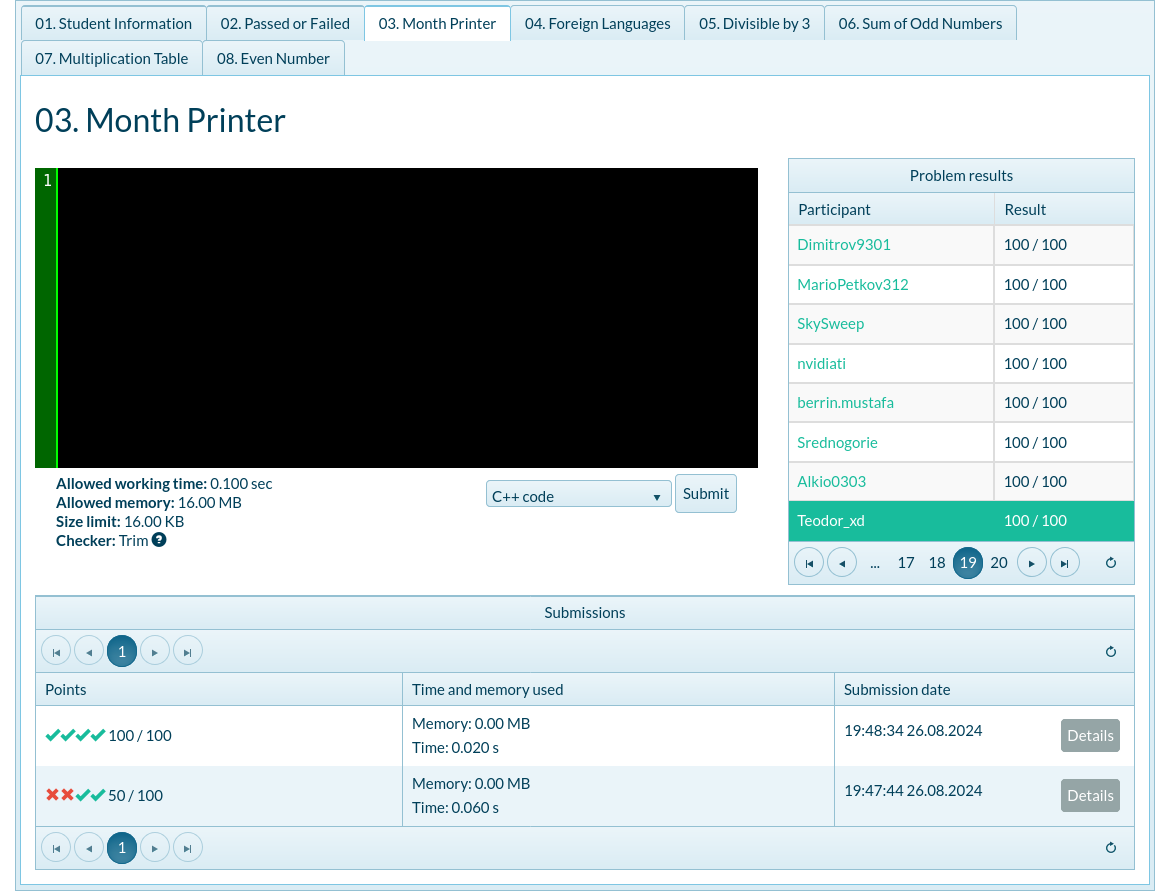 01. Student Information
02. Passed or Failed
03. Month Printer
04. Foreign Languages
05. Divisible by 3
06. Sum of Odd Numbers
07. Multiplication Table
08. Even Number
03. Month Printer
1
Allowed working time: 0.100 sec
Allowed memory: 16.00 MB
Size limit: 16.00 KB
Checker: Trim ?
C++ code
Submit
Problem results
Participant Result
Dimitrov9301 100 / 100
MarioPetkov312 100 / 100
SkySweep 100 / 100
nvidiati 100 / 100
berrin.mustafa 100 / 100
Srednogorie 100 / 100
Alkio0303 100 / 100
Teodor_xd 100 / 100
... 17 18 19 20
Submissions
1
Points Time and memory used Submission date
100 / 100 Memory: 0.00 MB 19:48:34 26.08.2024 Details
Time: 0.020 s
50 / 100 Memory: 0.00 MB 19:47:44 26.08.2024 Details
Time: 0.060 s
1